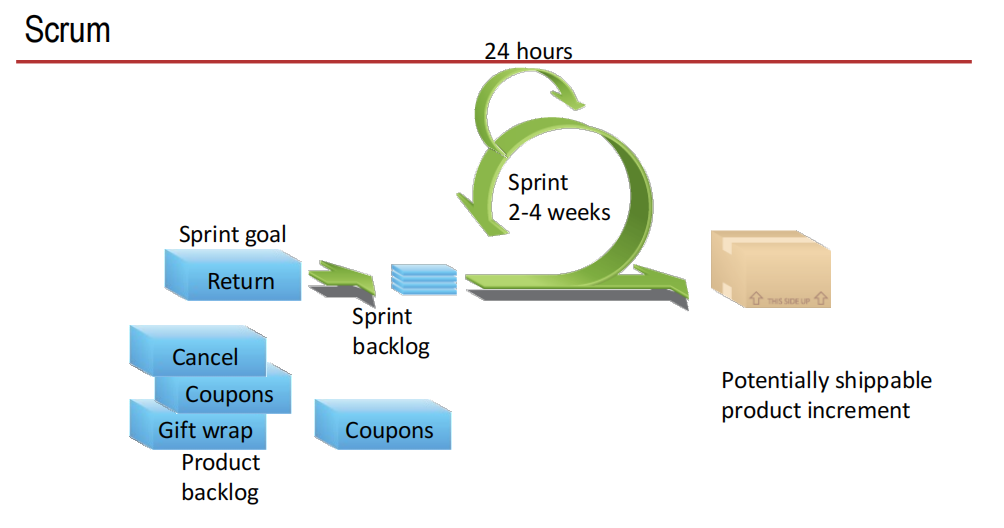 Scrum
24 hours
Sprint
2-4 weeks
Sprint goal
Return
Sprint
backlog
THIS SIDE UP
Cancel
Coupons
Gift wrap
Coupons
Product
backlog
Potentially shippable
product increment